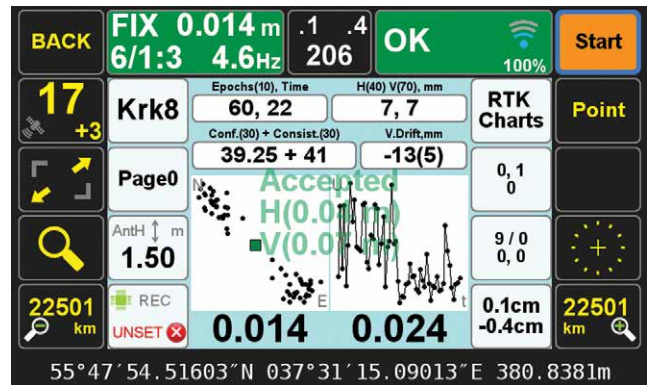 BACK
FIX 0.014 m
6/1:3 4.6Hz
.1 .4
206
OK
100%
Start
17
+3
Krk8
Epochs(10), Time
60, 22
H(40) V(70), mm
7, 7
Conf.(30) + Consist.(30)
39.25 + 41
V.Drift,mm
-13(5)
RTK
Charts
Point
Page0
N
E
U
t
Accepted
V(0.07
0, 1
0
AntH m
1.50
9 / 0
0, 0
22501
km
REC
UNSET
0.014
0.024
0.1cm
-0.4cm
22501
km
55°47′54.51603″N 037°31′15.09013″E 380.8381m